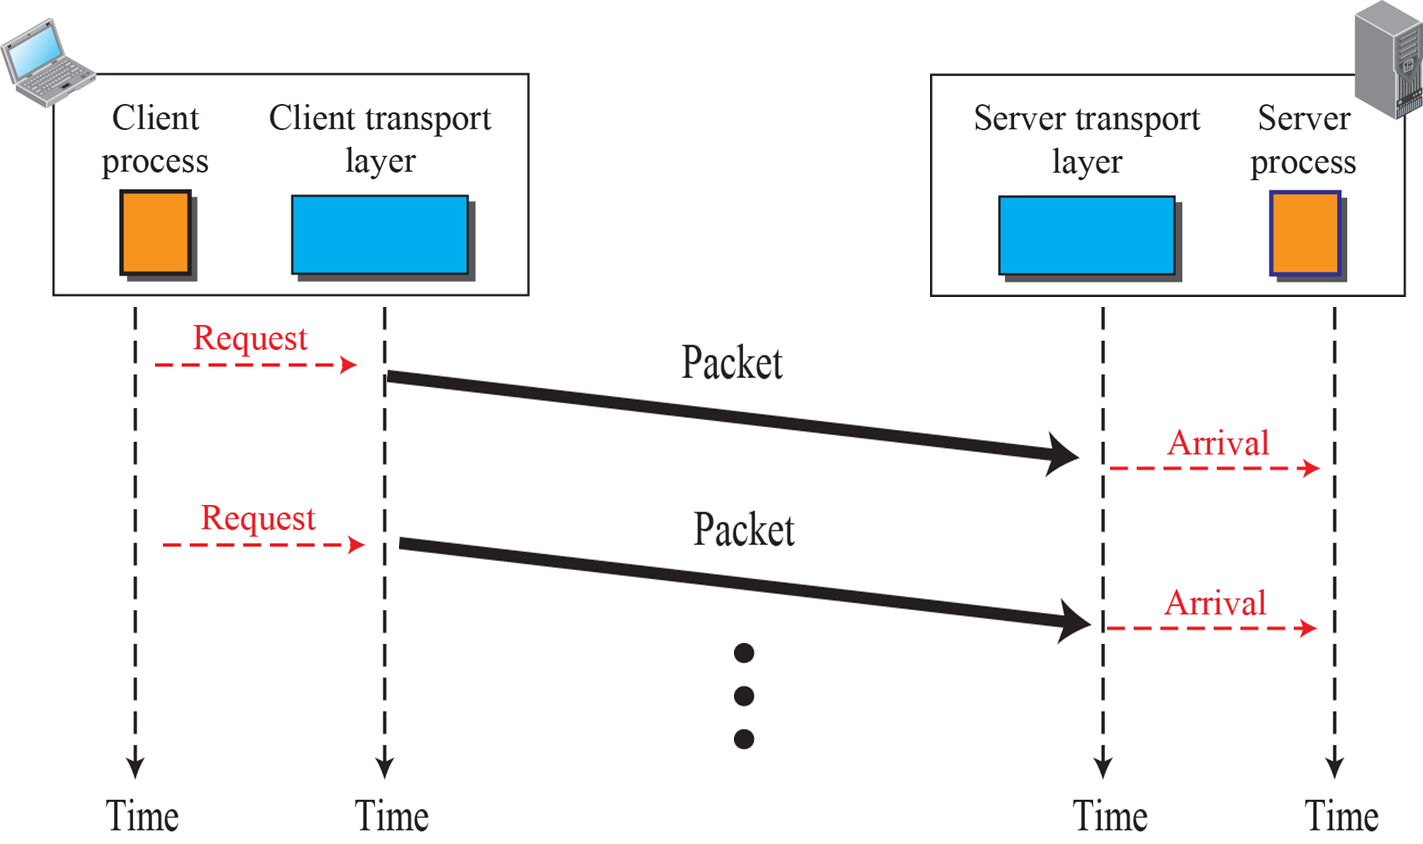 Client
process
Client transport
layer
Server transport
layer
Server
process
Request
Packet
Arrival
Request
Packet
Arrival
Time
Time
Time
Time